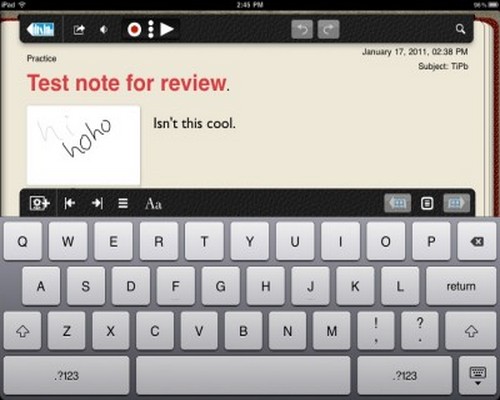 iPad 2:45 PM 96%
January 17, 2011, 02:38 PM
Practice
Subject: TiPb
Test note for review.
hi
hoho
Isn't this cool.
Aa
Q W E R T Y U I O P
A S D F G H J K L return
Z X C V B N M ! , ? .
.?123 .?123